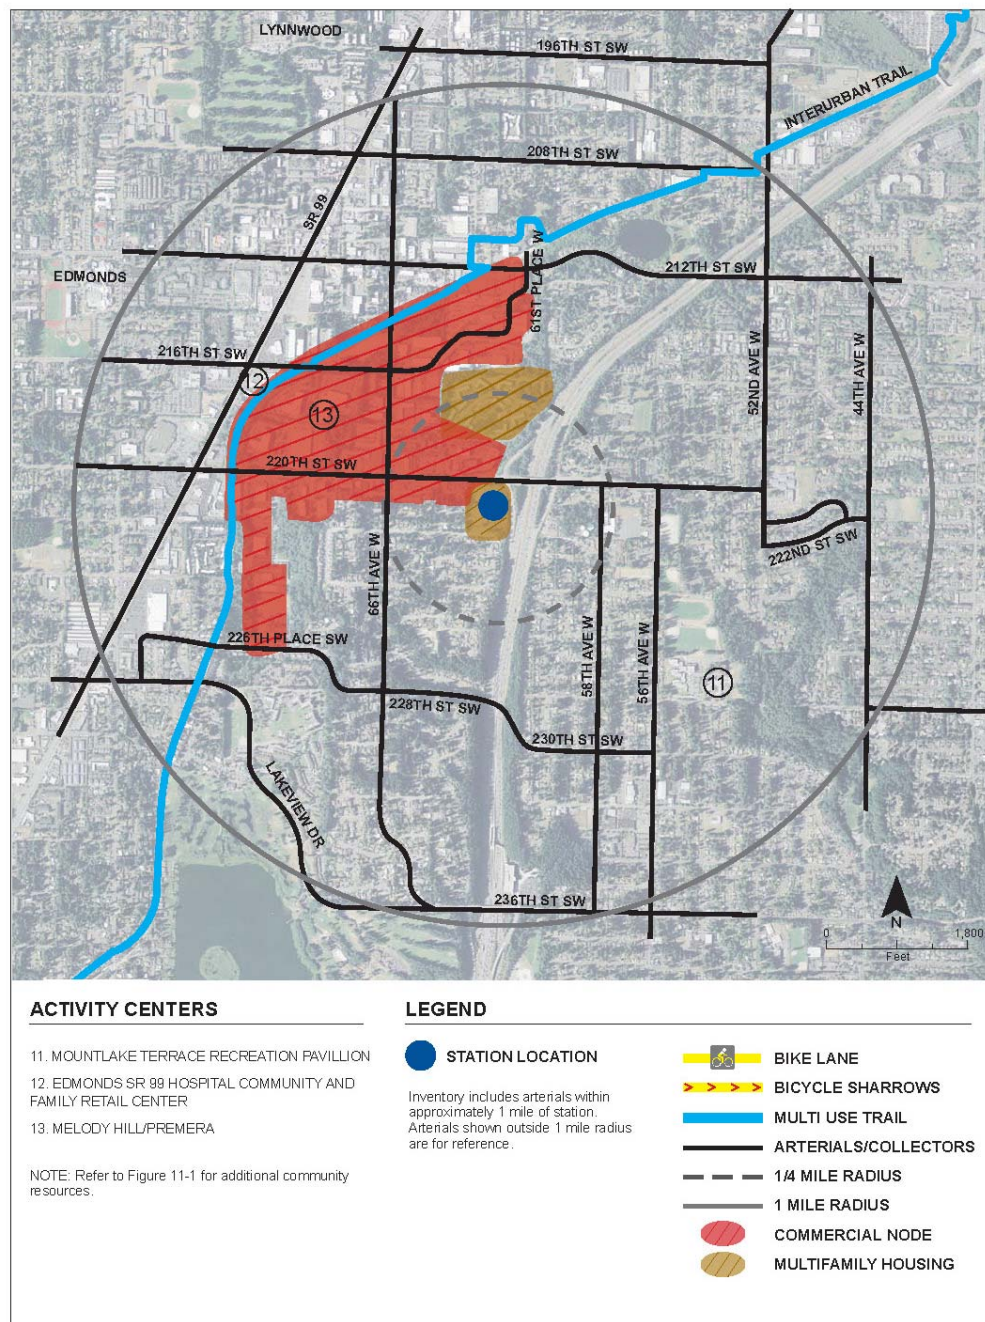 LYNNWOOD
196TH ST SW
INTERURBAN TRAIL
208TH ST SW
SR 99
EDMONDS
61ST PLACE W
212TH ST SW
216TH ST SW
12
13
52ND AVE W
44TH AVE W
220TH ST SW
222ND ST SW
66TH AVE W
226TH PLACE SW
58TH AVE W
56TH AVE W
11
228TH ST SW
230TH ST SW
LAKEVIEW DR
236TH ST SW
N
0 1,800
Feet
ACTIVITY CENTERS
11. MOUNTLAKE TERRACE RECREATION PAVILLION
12. EDMONDS SR 99 HOSPITAL COMMUNITY AND
FAMILY RETAIL CENTER
13. MELODY HILL/PREMERA
NOTE: Refer to Figure 11-1 for additional community
resources.
LEGEND
STATION LOCATION
Inventory includes arterials within
approximately 1 mile of station.
Arterials shown outside 1 mile radius
are for reference.
BIKE LANE
BICYCLE SHARROWS
MULTI USE TRAIL
ARTERIALS/COLLECTORS
1/4 MILE RADIUS
1 MILE RADIUS
COMMERCIAL NODE
MULTIFAMILY HOUSING